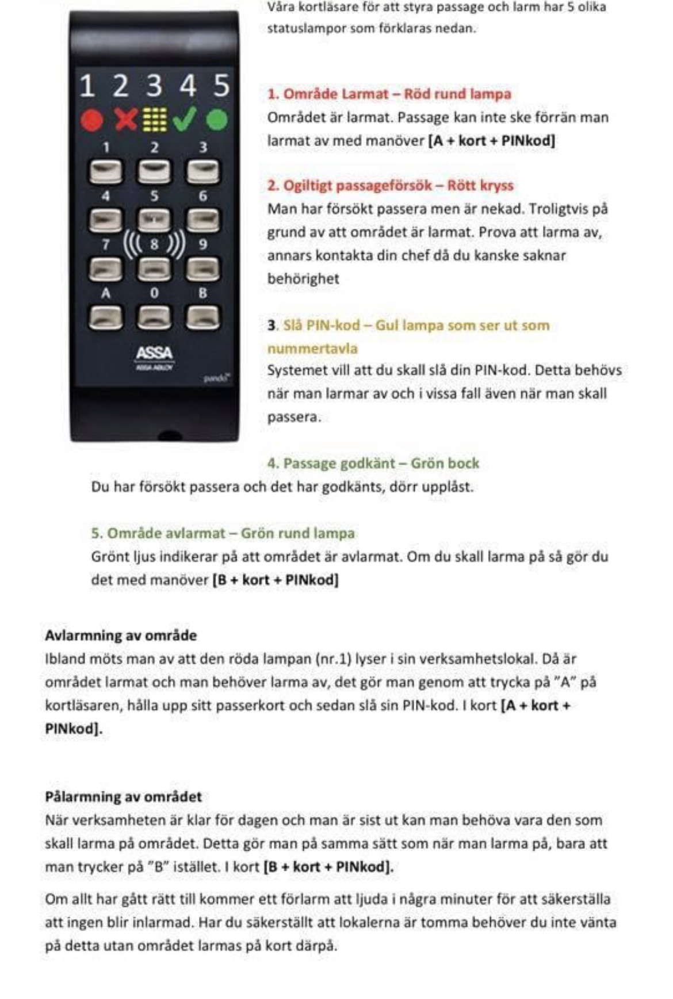 Våra kortläsare för att styra passage och larm har 5 olika
statuslampor som förklaras nedan.
1 2 3 4 5
1 2 3
4 5 6
7 8 9
A 0 B
ASSA
ASSA ABLOY
pando
1. Område Larmat – Röd rund lampa
Området är larmat. Passage kan inte ske förrän man
larmat av med manöver [A + kort + PINkod]
2. Ogiltigt passageförsök – Rött kryss
Man har försökt passera men är nekad. Troligtvis på
grund av att området är larmat. Prova att larma av,
annars kontakta din chef då du kanske saknar
behörighet
3. Slå PIN-kod – Gul lampa som ser ut som
nummertavla
Systemet vill att du skall slå din PIN-kod. Detta behövs
när man larmar av och i vissa fall även när man skall
passera.
4. Passage godkänt – Grön bock
Du har försökt passera och det har godkänts, dörr upplåst.
5. Område avlarmat – Grön rund lampa
Grönt ljus indikerar på att området är avlarmat. Om du skall larma på så gör du
det med manöver [B + kort + PINkod]
Avlarmning av område
Ibland möts man av att den röda lampan (nr.1) lyser i sin verksamhetslokal. Då är
området larmat och man behöver larma av, det gör man genom att trycka på ”A” på
kortläsaren, hålla upp sitt passerkort och sedan slå sin PIN-kod. I kort [A + kort +
PINkod].
Pålarmning av området
När verksamheten är klar för dagen och man är sist ut kan man behöva vara den som
skall larma på området. Detta gör man på samma sätt som när man larma på, bara att
man trycker på ”B” istället. I kort [B + kort + PINkod].
Om allt har gått rätt till kommer ett förlarm att ljuda i några minuter för att säkerställa
att ingen blir inlarmad. Har du säkerställt att lokalerna är tomma behöver du inte vänta
på detta utan området larmas på kort därpå.